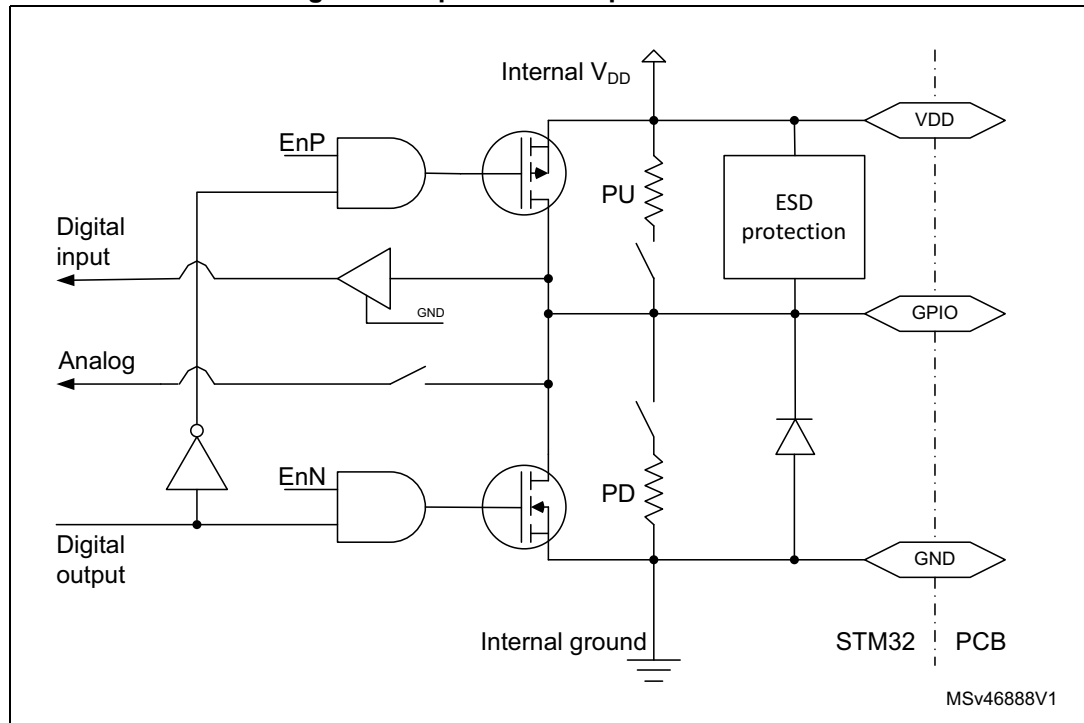 Internal VDD
VDD
EnP
PU
ESD
protection
Digital
input
GND
GPIO
Analog
EnN
PD
Digital
output
GND
Internal ground
STM32
PCB
MSv46888V1